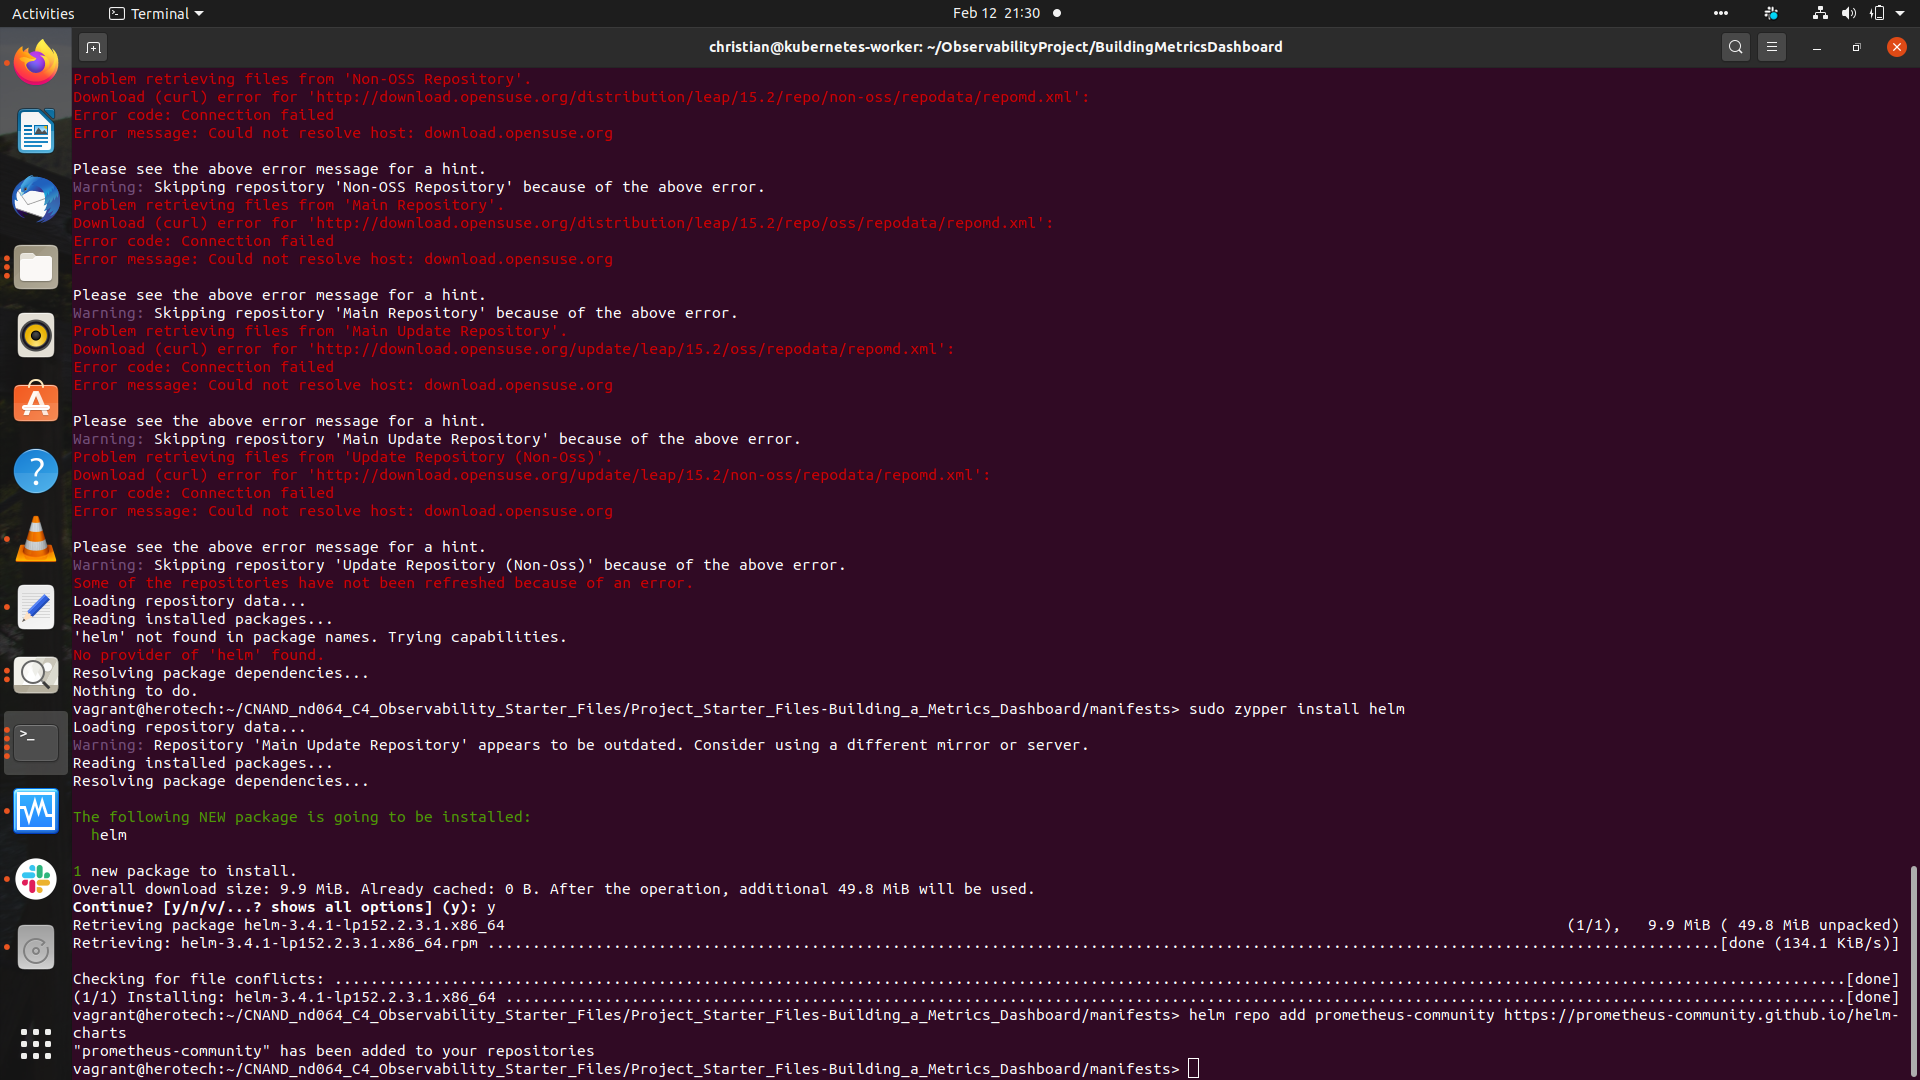 Activities
Terminal
Feb 12 21:30
christian@kubernetes-worker: ~/ObservabilityProject/BuildingMetricsDashboard
Problem retrieving files from 'Non-OSS Repository'.
Download (curl) error for 'http://download.opensuse.org/distribution/leap/15.2/repo/non-oss/repodata/repomd.xml':
Error code: Connection failed
Error message: Could not resolve host: download.opensuse.org
Please see the above error message for a hint.
Warning: Skipping repository 'Non-OSS Repository' because of the above error.
Problem retrieving files from 'Main Repository'.
Download (curl) error for 'http://download.opensuse.org/distribution/leap/15.2/repo/oss/repodata/repomd.xml':
Error code: Connection failed
Error message: Could not resolve host: download.opensuse.org
Please see the above error message for a hint.
Warning: Skipping repository 'Main Repository' because of the above error.
Problem retrieving files from 'Main Update Repository'.
Download (curl) error for 'http://download.opensuse.org/update/leap/15.2/oss/repodata/repomd.xml':
Error code: Connection failed
Error message: Could not resolve host: download.opensuse.org
Please see the above error message for a hint.
Warning: Skipping repository 'Main Update Repository' because of the above error.
Problem retrieving files from 'Update Repository (Non-Oss)'.
Download (curl) error for 'http://download.opensuse.org/update/leap/15.2/non-oss/repodata/repomd.xml':
Error code: Connection failed
Error message: Could not resolve host: download.opensuse.org
Please see the above error message for a hint.
Warning: Skipping repository 'Update Repository (Non-Oss)' because of the above error.
Some of the repositories have not been refreshed because of an error.
Loading repository data...
Reading installed packages...
'helm' not found in package names. Trying capabilities.
No provider of 'helm' found.
Resolving package dependencies...
Nothing to do.
vagrant@herotech:~/CNAND_nd064_C4_Observability_Starter_Files/Project_Starter_Files-Building_a_Metrics_Dashboard/manifests> sudo zypper install helm
Loading repository data...
Warning: Repository 'Main Update Repository' appears to be outdated. Consider using a different mirror or server.
Reading installed packages...
Resolving package dependencies...
The following NEW package is going to be installed:
helm
1 new package to install.
Overall download size: 9.9 MiB. Already cached: 0 B. After the operation, additional 49.8 MiB will be used.
Continue? [y/n/v/...? shows all options] (y): y
Retrieving package helm-3.4.1-lp152.2.3.1.x86_64 (1/1), 9.9 MiB ( 49.8 MiB unpacked)
Retrieving: helm-3.4.1-lp152.2.3.1.x86_64.rpm ...[done (134.1 KiB/s)]
Checking for file conflicts: ...[done]
(1/1) Installing: helm-3.4.1-lp152.2.3.1.x86_64 ...[done]
vagrant@herotech:~/CNAND_nd064_C4_Observability_Starter_Files/Project_Starter_Files-Building_a_Metrics_Dashboard/manifests> helm repo add prometheus-community https://prometheus-community.github.io/helm-
charts
"prometheus-community" has been added to your repositories
vagrant@herotech:~/CNAND_nd064_C4_Observability_Starter_Files/Project_Starter_Files-Building_a_Metrics_Dashboard/manifests>